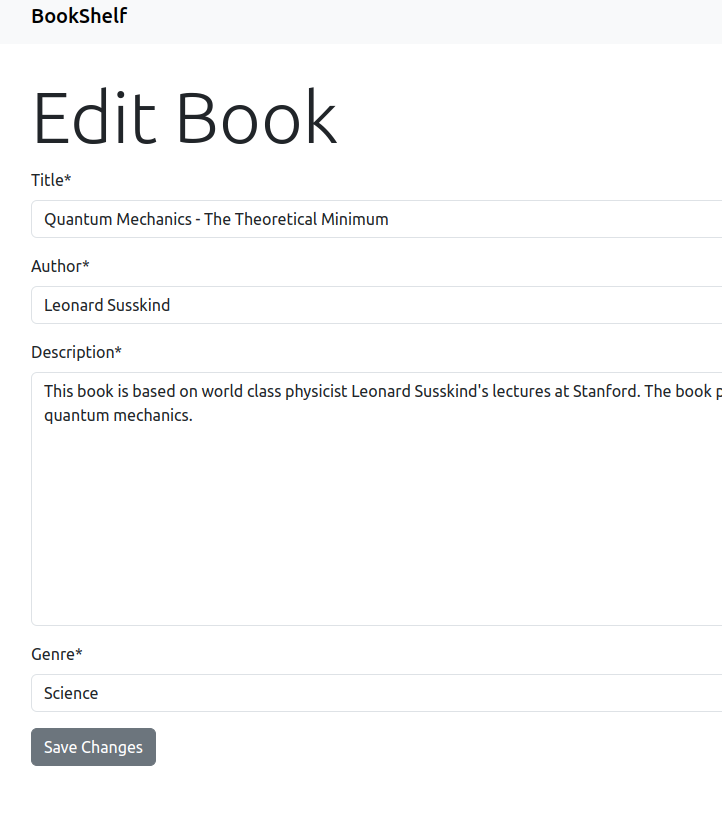 BookShelf
Edit Book
Title*
Quantum Mechanics - The Theoretical Minimum
Author*
Leonard Susskind
Description*
This book is based on world class physicist Leonard Susskind's lectures at Stanford. The book
quantum mechanics.
Genre*
Science
Save Changes